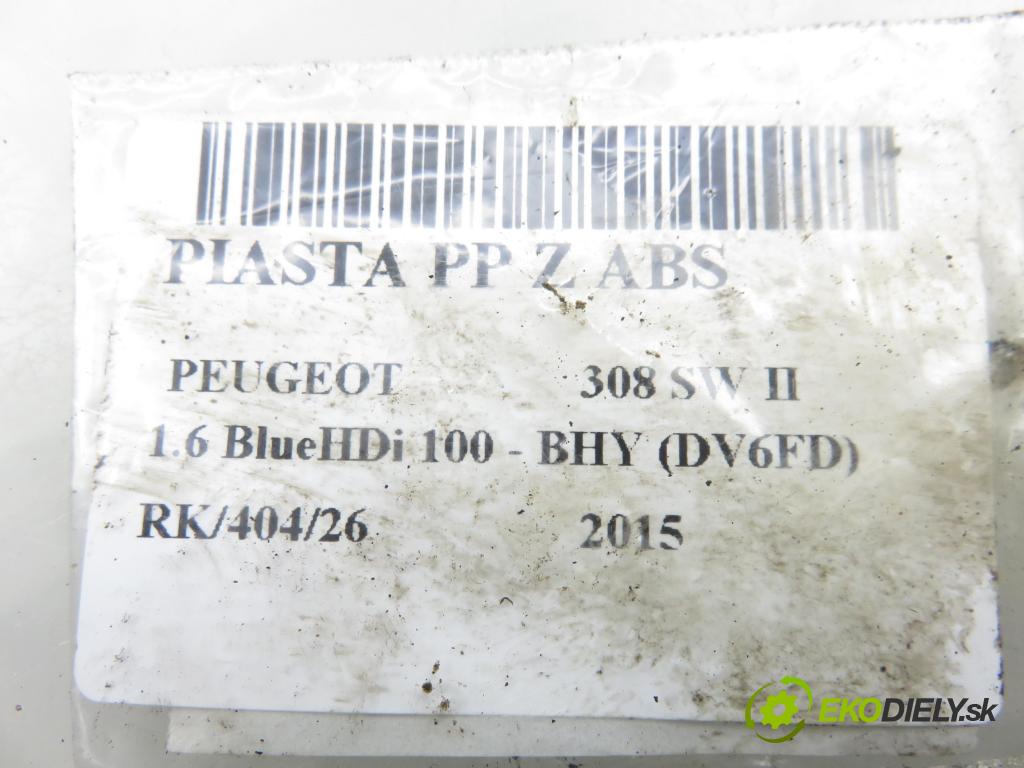 PIASTA PP Z ABS
PEUGEOT 308 SW II
1.6 BlueHDi 100 - BHY (DV6FD)
RK/404/26 2015
EKODIELY.sk